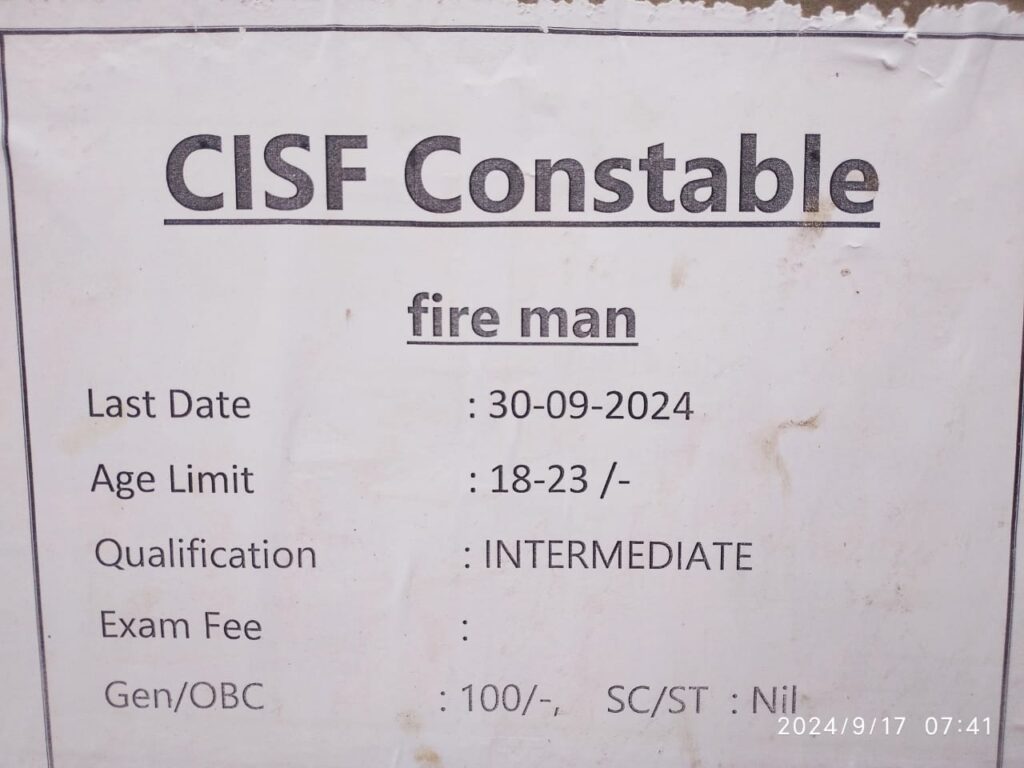 CISF Constable
fire man
Last Date : 30-09-2024
Age Limit : 18-23 /-
Qualification : INTERMEDIATE
Exam Fee :
Gen/OBC : 100/-, SC/ST : Nil
2024/9/17 07:41